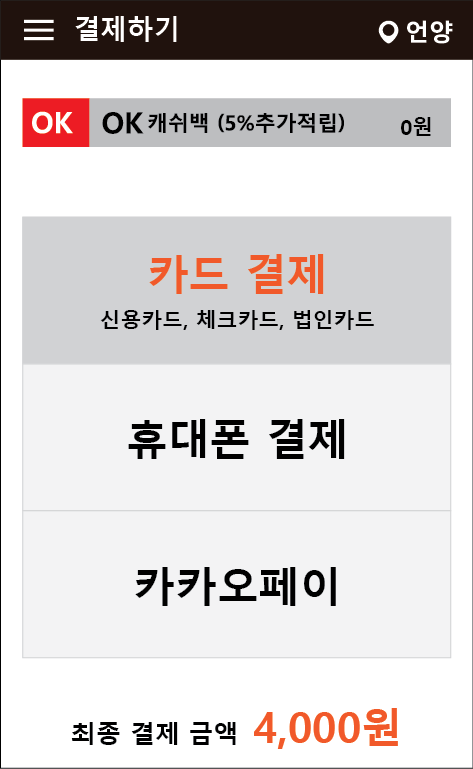 결제하기 언양
OK OK 캐쉬백 (5%추가적립) 0원
카드 결제
신용카드, 체크카드, 법인카드
휴대폰 결제
카카오페이
최종 결제 금액 4,000원